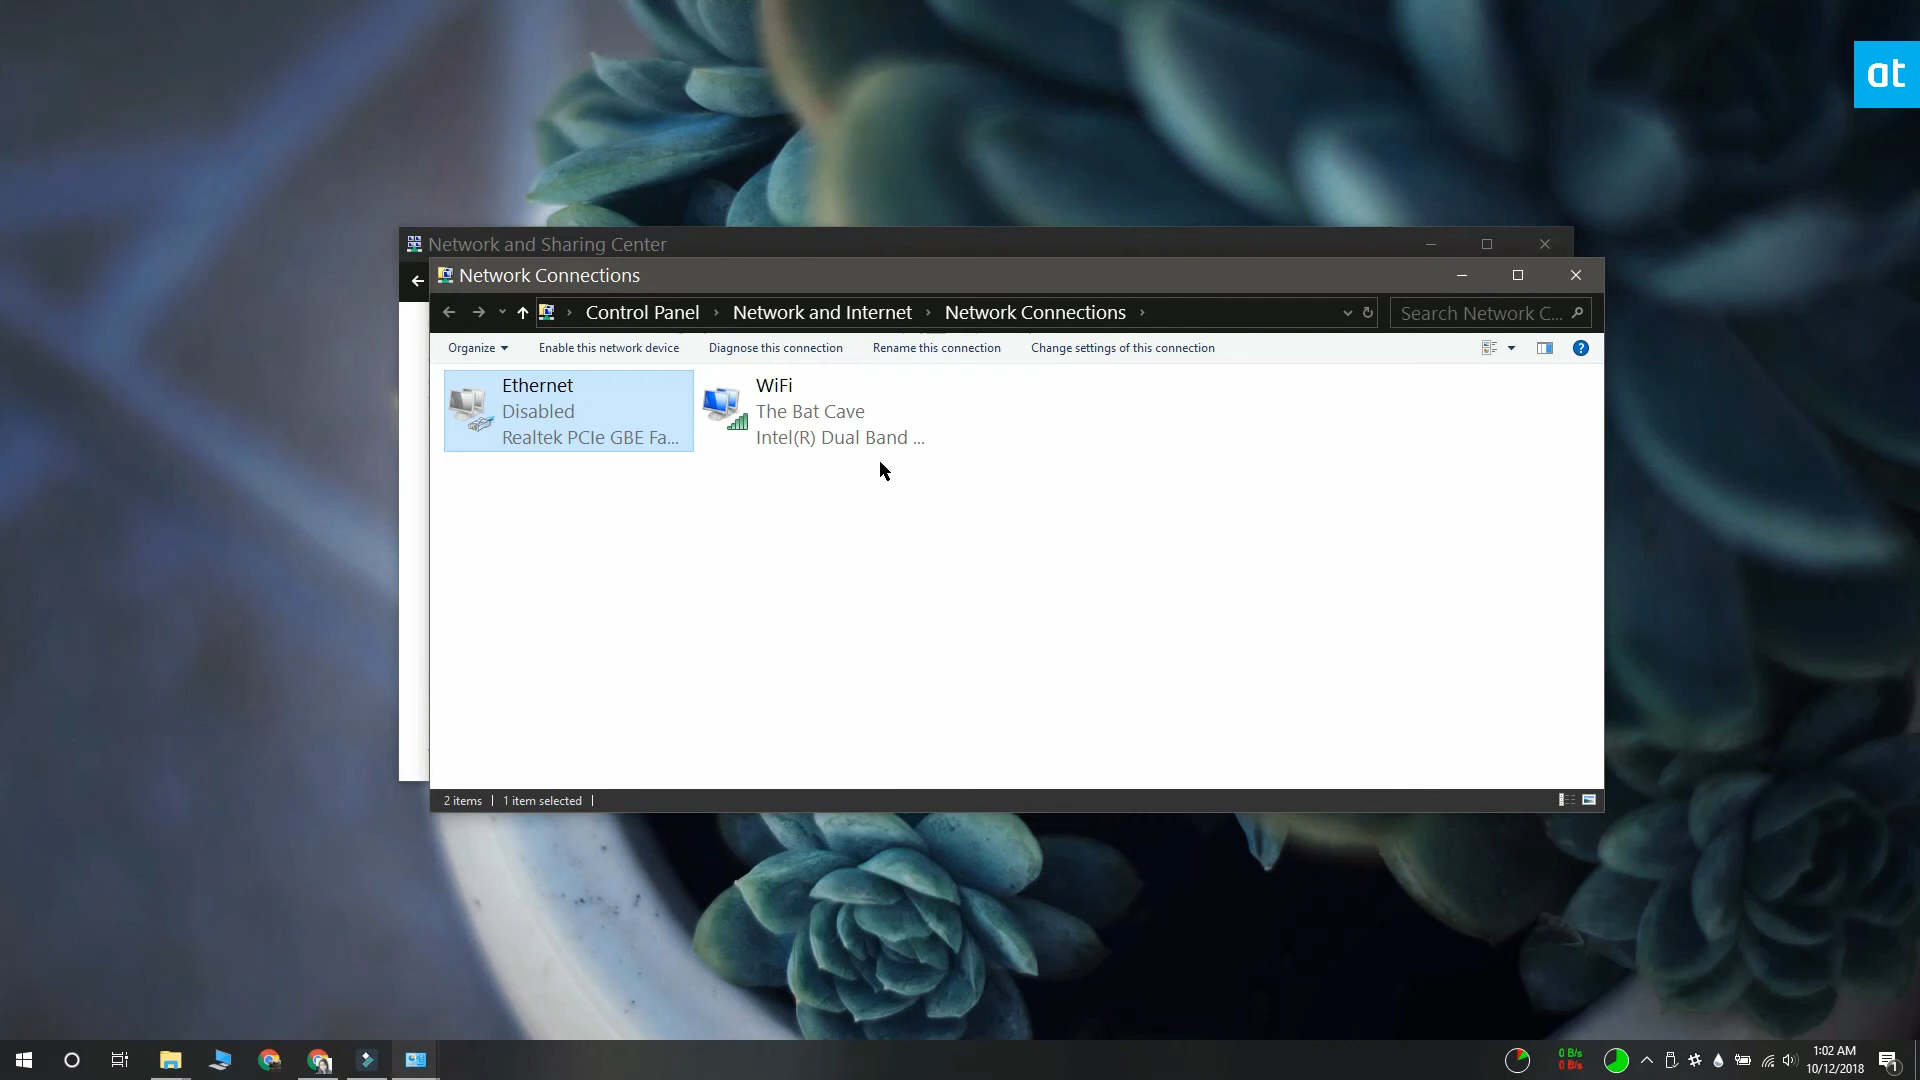 at
Network and Sharing Center
Network Connections
Control Panel Network and Internet Network Connections
Search Network C...
Organize Enable this network device Diagnose this connection Rename this connection Change settings of this connection
Ethernet
Disabled
Realtek PCIe GBE Fa...
WiFi
The Bat Cave
Intel(R) Dual Band ...
2 items 1 item selected
0 B/s
0 B/s
1:02 AM
10/12/2018
1